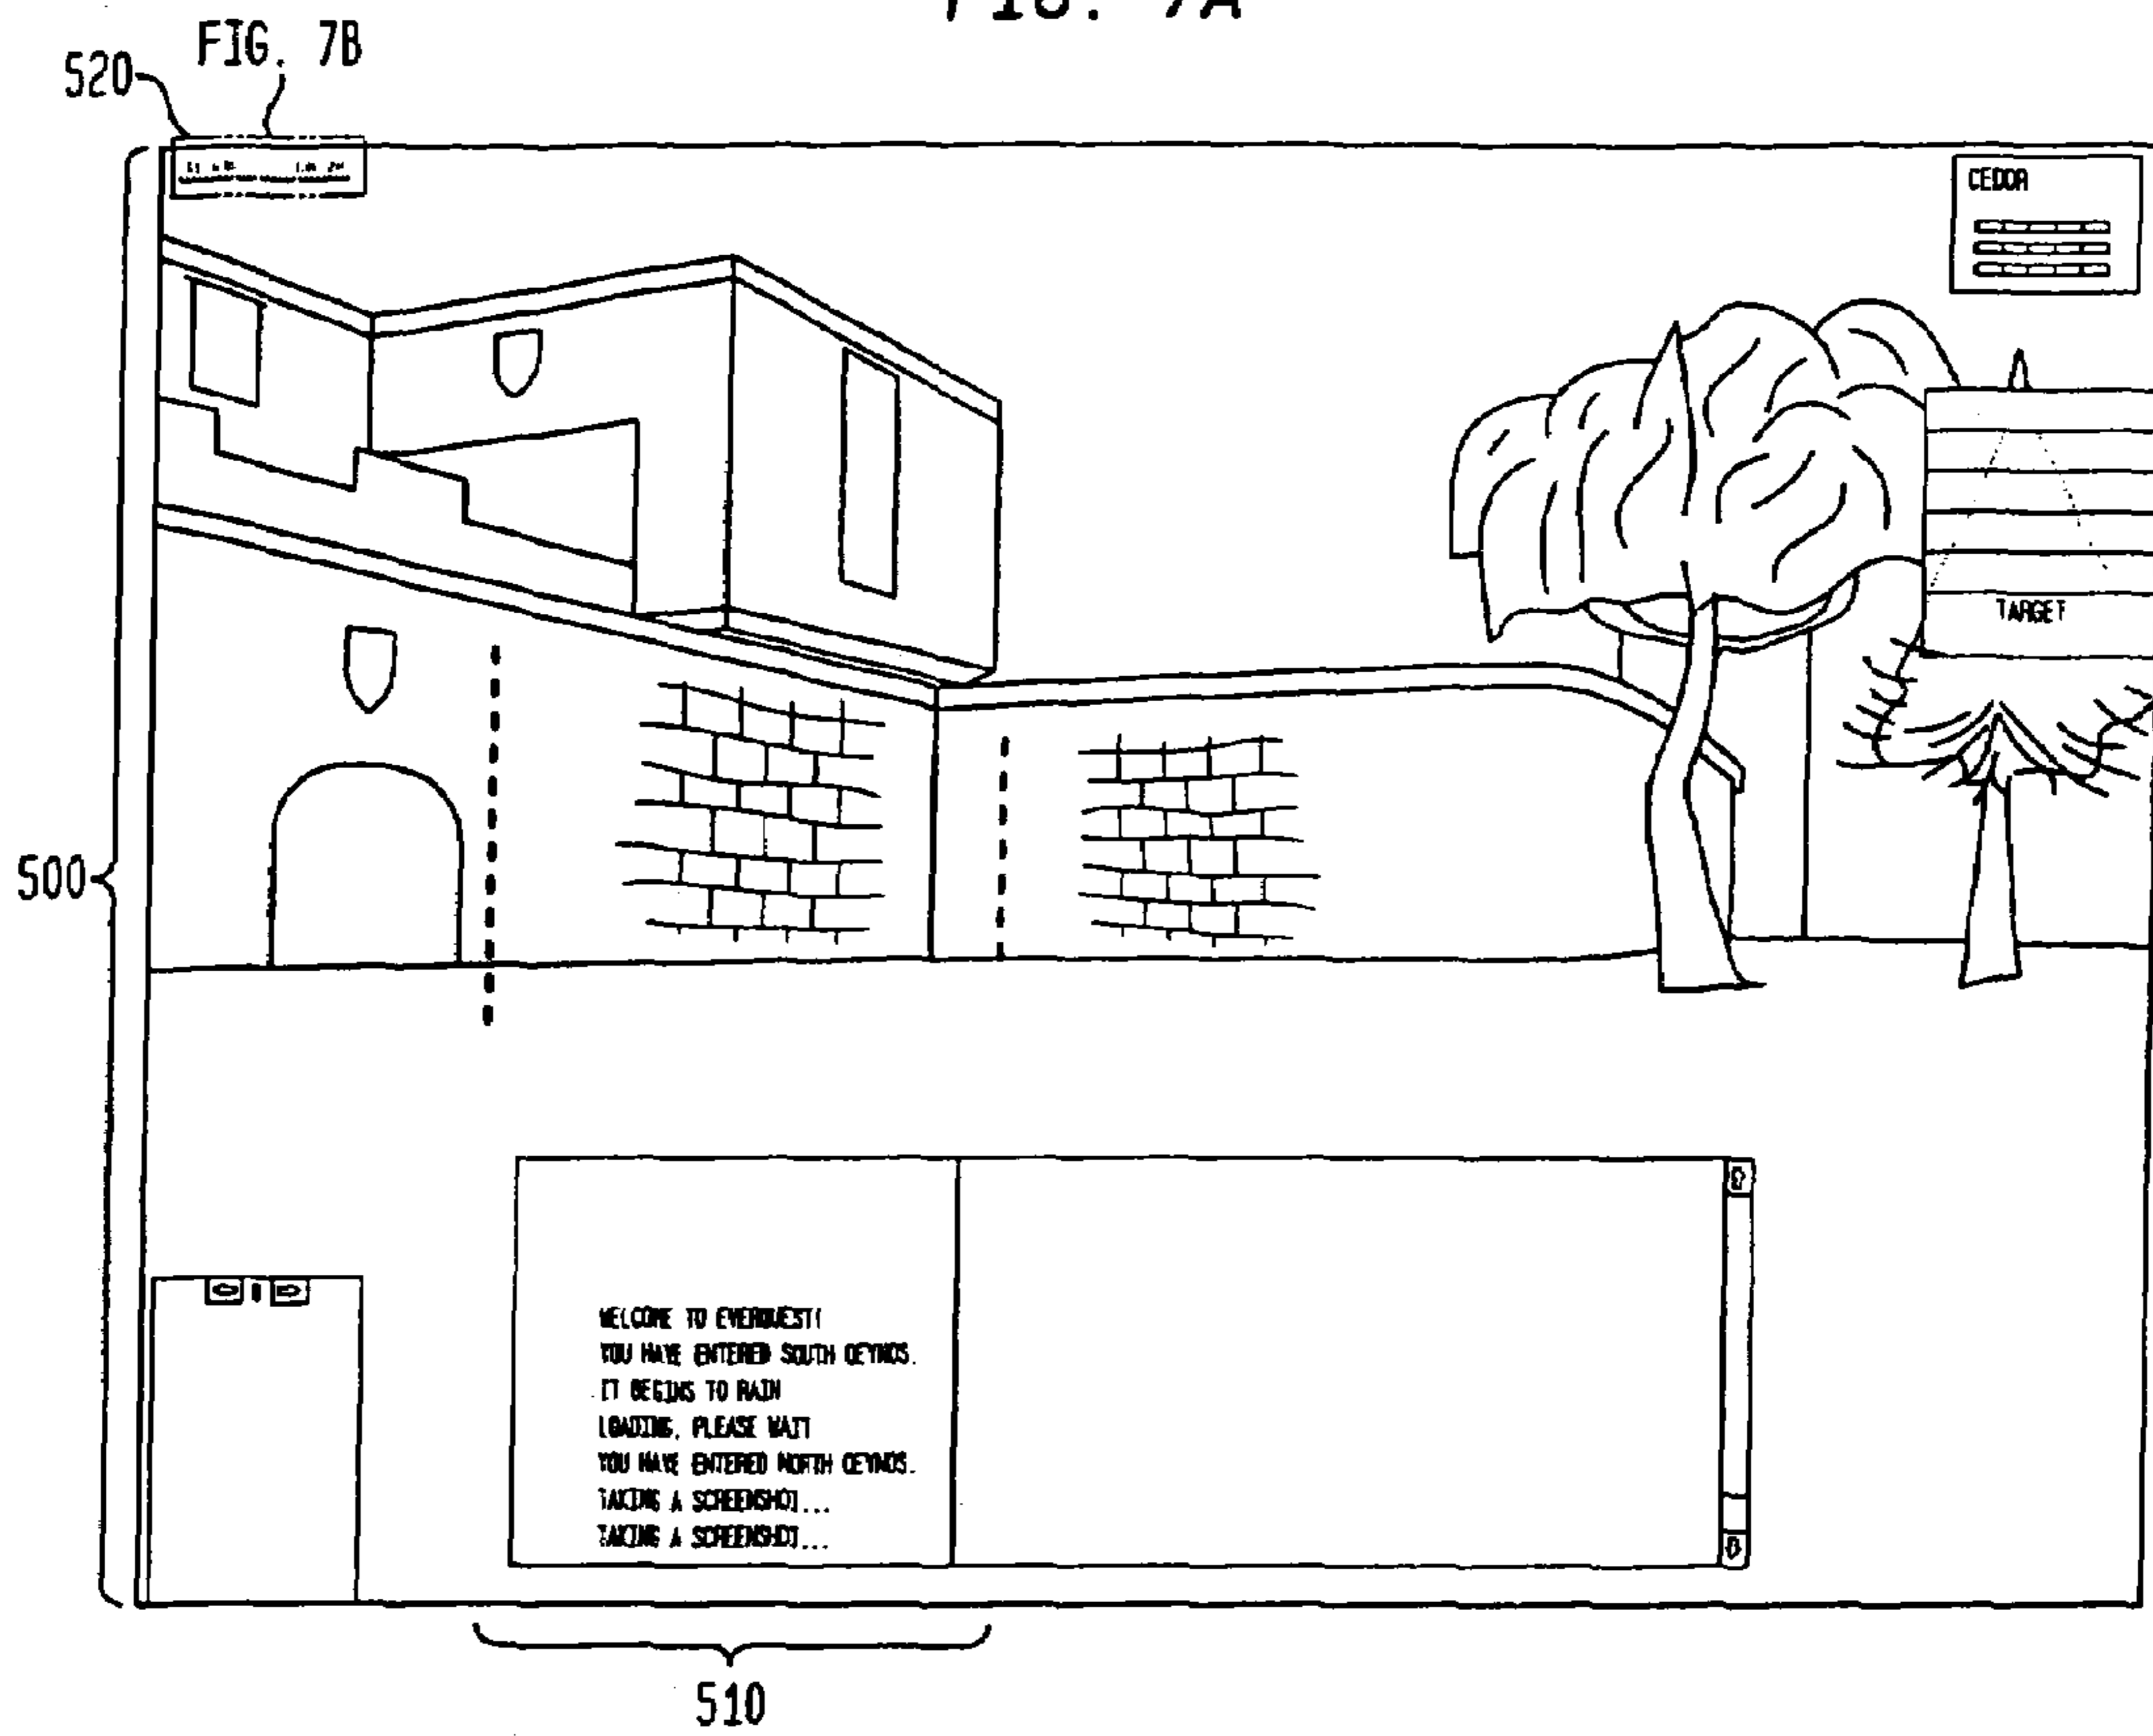 FIG. 7A
FIG. 7B
520
CEDOR
TARGET
500
WELCOME TO EVERQUEST!
YOU HAVE ENTERED SOUTH QEYNOS.
IT BEGINS TO RAIN
LOADING, PLEASE WAIT
YOU HAVE ENTERED NORTH QEYNOS.
TAKING A SCREENSHOT...
TAKING A SCREENSHOT...
510